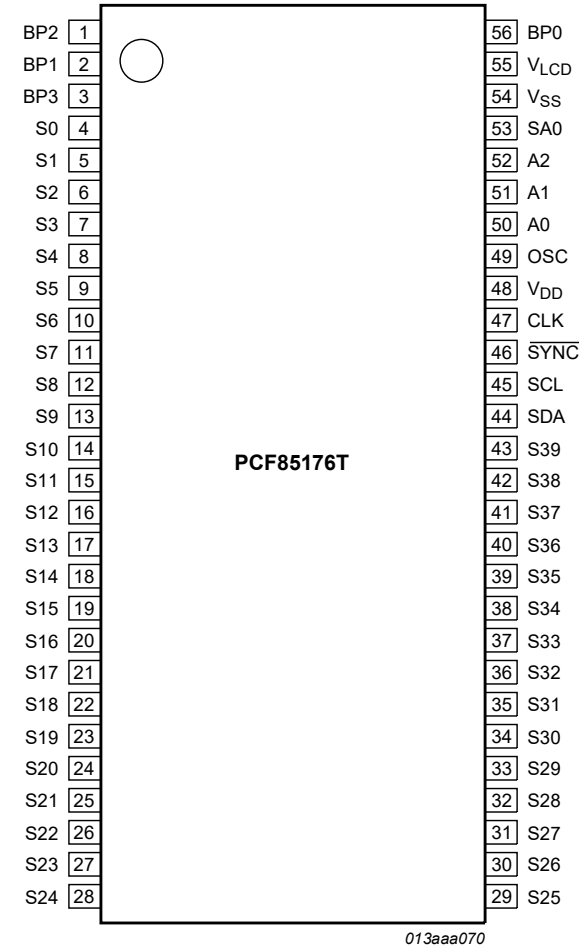 BP2 1 56 BP0
BP1 2 55 VLCD
BP3 3 54 VSS
S0 4 53 SA0
S1 5 52 A2
S2 6 51 A1
S3 7 50 A0
S4 8 49 OSC
S5 9 48 VDD
S6 10 47 CLK
S7 11 46 SYNC
S8 12 45 SCL
S9 13 44 SDA
S10 14 43 S39
PCF85176T
S11 15 42 S38
S12 16 41 S37
S13 17 40 S36
S14 18 39 S35
S15 19 38 S34
S16 20 37 S33
S17 21 36 S32
S18 22 35 S31
S19 23 34 S30
S20 24 33 S29
S21 25 32 S28
S22 26 31 S27
S23 27 30 S26
S24 28 29 S25
013aaa070